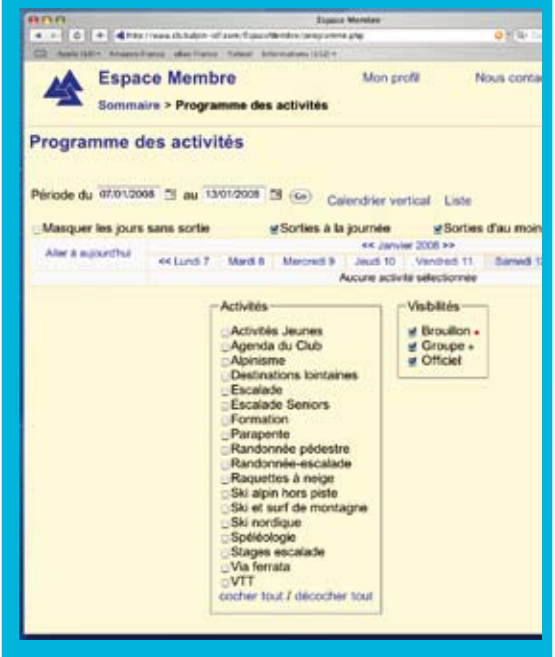 Espace Membre
Espace Membre Mon profil Nous conta
Sommaire > Programme des activités
Programme des activités
Période du 07/01/2008 au 13/01/2008 Go Calendrier vertical Liste
Masquer les jours sans sortie Sorties à la journée Sorties d'au moin
<< Janvier 2008 >>
Aller à aujourd'hui << Lundi 7 Mardi 8 Mercredi 9 Jeudi 10 Vendredi 11 Samedi 1
Aucune activité sélectionnée
Activités
Activités Jeunes
Agenda du Club
Alpinisme
Destinations lointaines
Escalade
Escalade Seniors
Formation
Parapente
Randonnée pédestre
Randonnée-escalade
Raquettes à neige
Ski alpin hors piste
Ski et surf de montagne
Ski nordique
Spéléologie
Stages escalade
Via ferrata
VTT
cocher tout / décocher tout
Visibilités
Brouillon
Groupe
Officiel